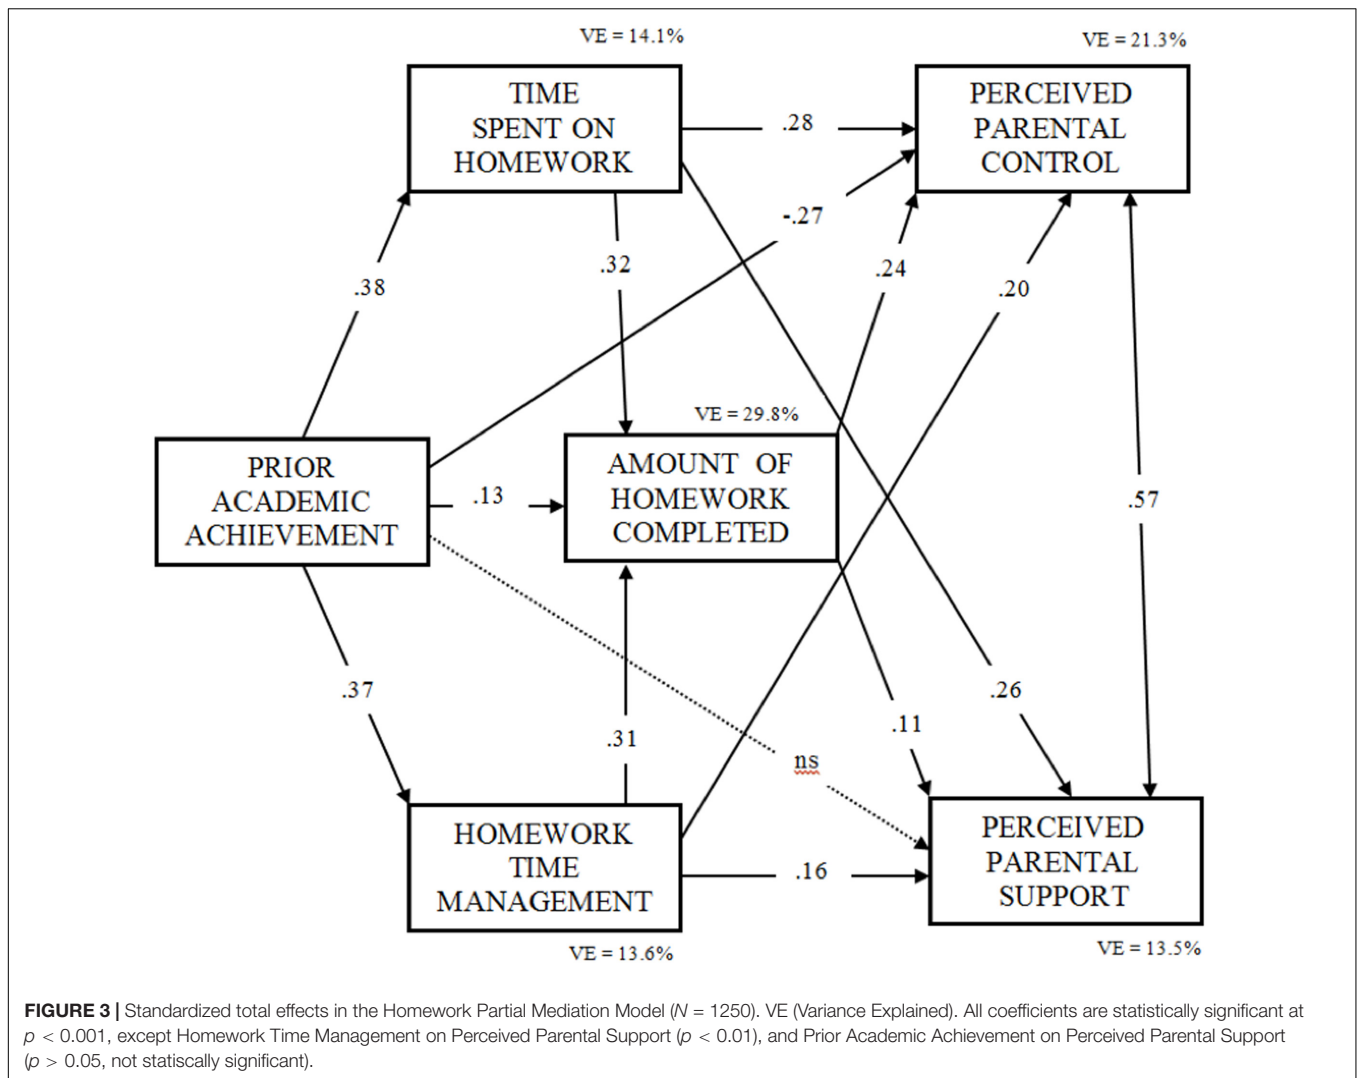 VE = 14.1%
VE = 21.3%
TIME
SPENT ON
HOMEWORK
PERCEIVED
PARENTAL
CONTROL
.28
-.27
.38
.32
.24
.20
VE = 29.8%
PRIOR
ACADEMIC
ACHIEVEMENT
.13
AMOUNT OF
HOMEWORK
COMPLETED
.57
.37
.31
ns
.11
.26
HOMEWORK
TIME
MANAGEMENT
.16
PERCEIVED
PARENTAL
SUPPORT
VE = 13.6%
VE = 13.5%
FIGURE 3 | Standardized total effects in the Homework Partial Mediation Model (N = 1250). VE (Variance Explained). All coefficients are statistically significant at
p < 0.001, except Homework Time Management on Perceived Parental Support (p < 0.01), and Prior Academic Achievement on Perceived Parental Support
(p > 0.05, not statiscally significant).